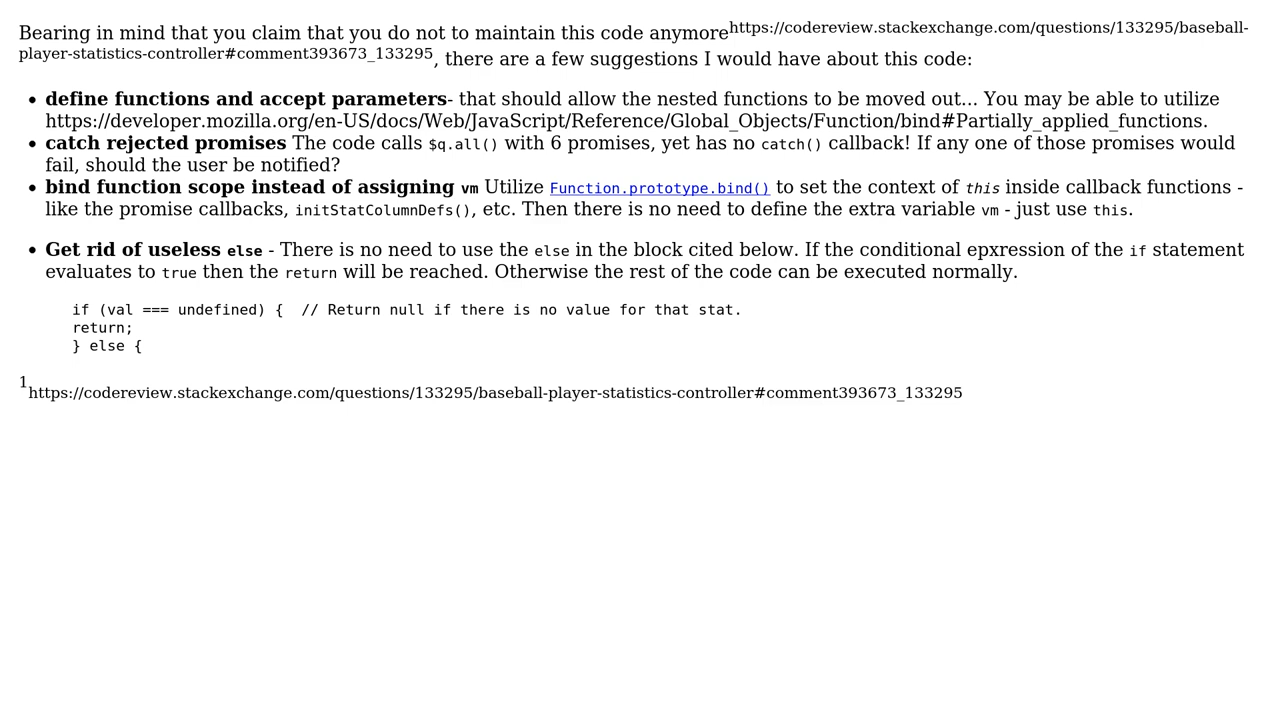 Bearing in mind that you claim that you do not to maintain this code anymorehttps://codereview.stackexchange.com/questions/133295/baseball-
player-statistics-controller#comment393673_133295, there are a few suggestions I would have about this code:
• define functions and accept parameters- that should allow the nested functions to be moved out... You may be able to utilize
https://developer.mozilla.org/en-US/docs/Web/JavaScript/Reference/Global_Objects/Function/bind#Partially_applied_functions.
• catch rejected promises The code calls $q.all() with 6 promises, yet has no catch() callback! If any one of those promises would
fail, should the user be notified?
• bind function scope instead of assigning vm Utilize Function.prototype.bind() to set the context of this inside callback functions -
like the promise callbacks, initStatColumnDefs(), etc. Then there is no need to define the extra variable vm - just use this.
• Get rid of useless else - There is no need to use the else in the block cited below. If the conditional epxression of the if statement
evaluates to true then the return will be reached. Otherwise the rest of the code can be executed normally.
if (val === undefined) {  // Return null if there is no value for that stat.
return;
} else {
1https://codereview.stackexchange.com/questions/133295/baseball-player-statistics-controller#comment393673_133295